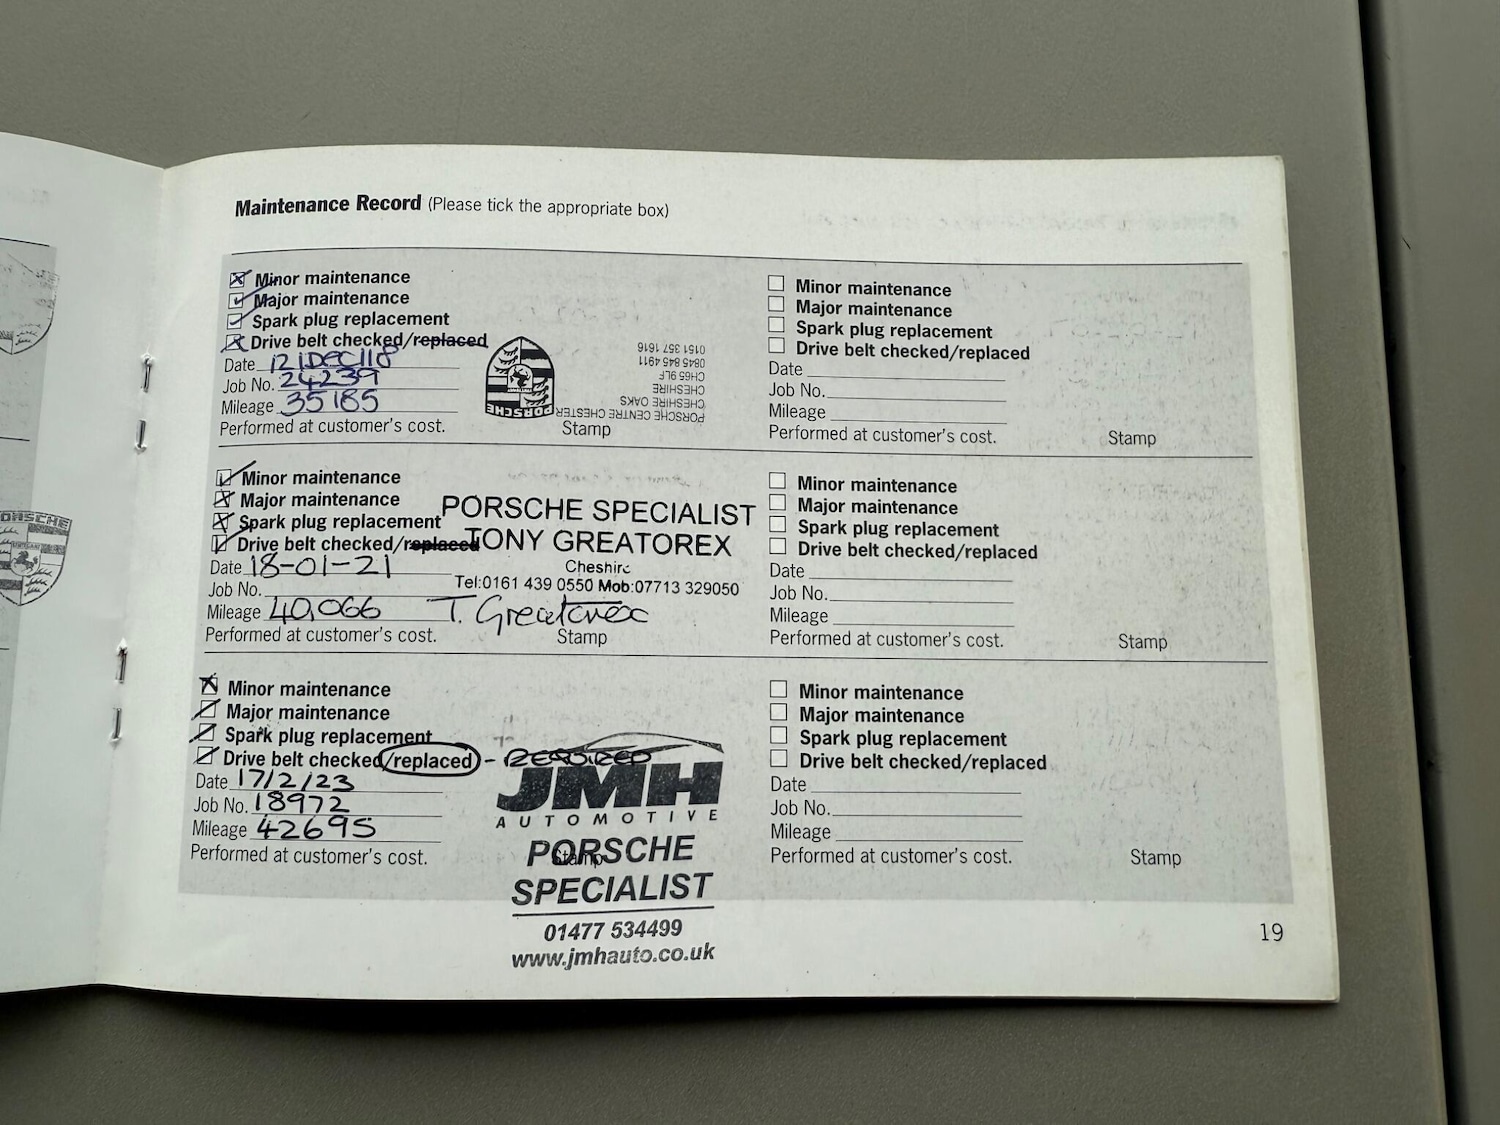 Maintenance Record (Please tick the appropriate box)
Minor maintenance
Major maintenance
Spark plug replacement
Drive belt checked/replaced
Date 12 | Dec | 18
Job No. 24239
Mileage 35185
Performed at customer's cost.
PORSCHE
PORSCHE CENTRE CHESTER
CHESHIRE OAKS
CHESHIRE
CH65 9LF
0845 845 4911
0151 357 1616
Stamp
Minor maintenance
Major maintenance
Spark plug replacement
Drive belt checked/replaced
Date 18-01-21
Job No.
Mileage 40,066
Performed at customer's cost.
PORSCHE SPECIALIST
TONY GREATOREX
Cheshire
Tel:0161 439 0550 Mob:07713 329050
T. Greatorex
Stamp
Minor maintenance
Major maintenance
Spark plug replacement
Drive belt checked/replaced - REQUIRED
Date 17/2/23
Job No. 18972
Mileage 42695
Performed at customer's cost.
JMH
AUTOMOTIVE
Stamp
PORSCHE
SPECIALIST
01477 534499
www.jmhauto.co.uk
Minor maintenance
Major maintenance
Spark plug replacement
Drive belt checked/replaced
Date
Job No.
Mileage
Performed at customer's cost.
Stamp
Minor maintenance
Major maintenance
Spark plug replacement
Drive belt checked/replaced
Date
Job No.
Mileage
Performed at customer's cost.
Stamp
Minor maintenance
Major maintenance
Spark plug replacement
Drive belt checked/replaced
Date
Job No.
Mileage
Performed at customer's cost.
Stamp
19
PORSCHE